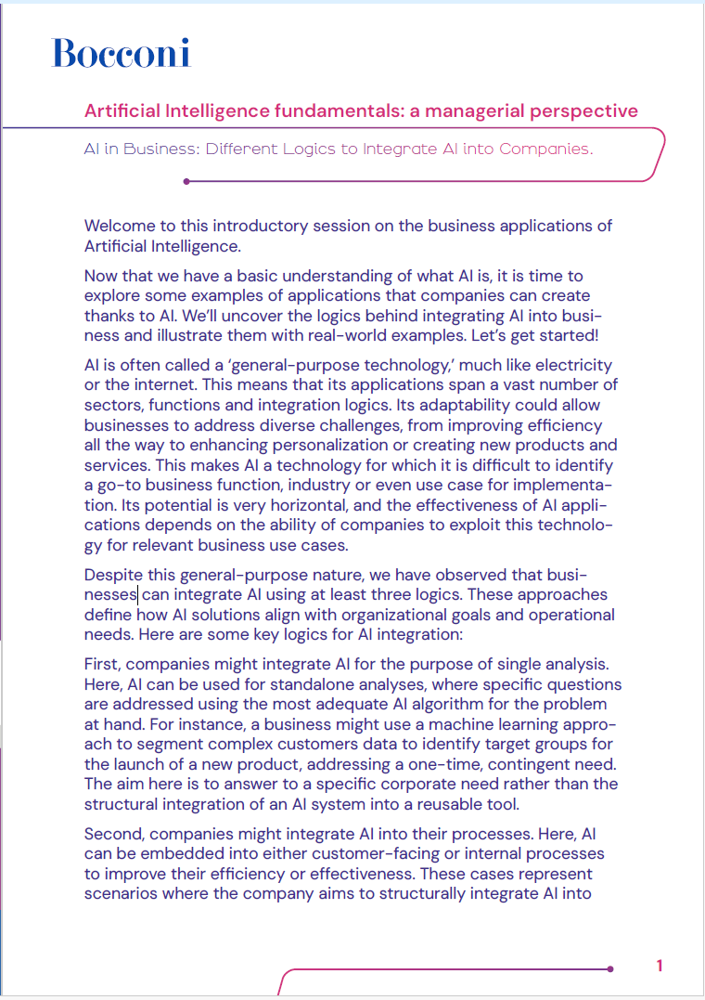 Bocconi
Artificial Intelligence fundamentals: a managerial perspective
AI in Business: Different Logics to Integrate AI into Companies.
Welcome to this introductory session on the business applications of
Artificial Intelligence.
Now that we have a basic understanding of what AI is, it is time to
explore some examples of applications that companies can create
thanks to AI. We’ll uncover the logics behind integrating AI into busi-
ness and illustrate them with real-world examples. Let’s get started!
AI is often called a ‘general-purpose technology,’ much like electricity
or the internet. This means that its applications span a vast number of
sectors, functions and integration logics. Its adaptability could allow
businesses to address diverse challenges, from improving efficiency
all the way to enhancing personalization or creating new products and
services. This makes AI a technology for which it is difficult to identify
a go-to business function, industry or even use case for implementa-
tion. Its potential is very horizontal, and the effectiveness of AI appli-
cations depends on the ability of companies to exploit this technolo-
gy for relevant business use cases.
Despite this general-purpose nature, we have observed that busi-
nesses can integrate AI using at least three logics. These approaches
define how AI solutions align with organizational goals and operational
needs. Here are some key logics for AI integration:
First, companies might integrate AI for the purpose of single analysis.
Here, AI can be used for standalone analyses, where specific questions
are addressed using the most adequate AI algorithm for the problem
at hand. For instance, a business might use a machine learning appro-
ach to segment complex customers data to identify target groups for
the launch of a new product, addressing a one-time, contingent need.
The aim here is to answer to a specific corporate need rather than the
structural integration of an AI system into a reusable tool.
Second, companies might integrate AI into their processes. Here, AI
can be embedded into either customer-facing or internal processes
to improve their efficiency or effectiveness. These cases represent
scenarios where the company aims to structurally integrate AI into
1